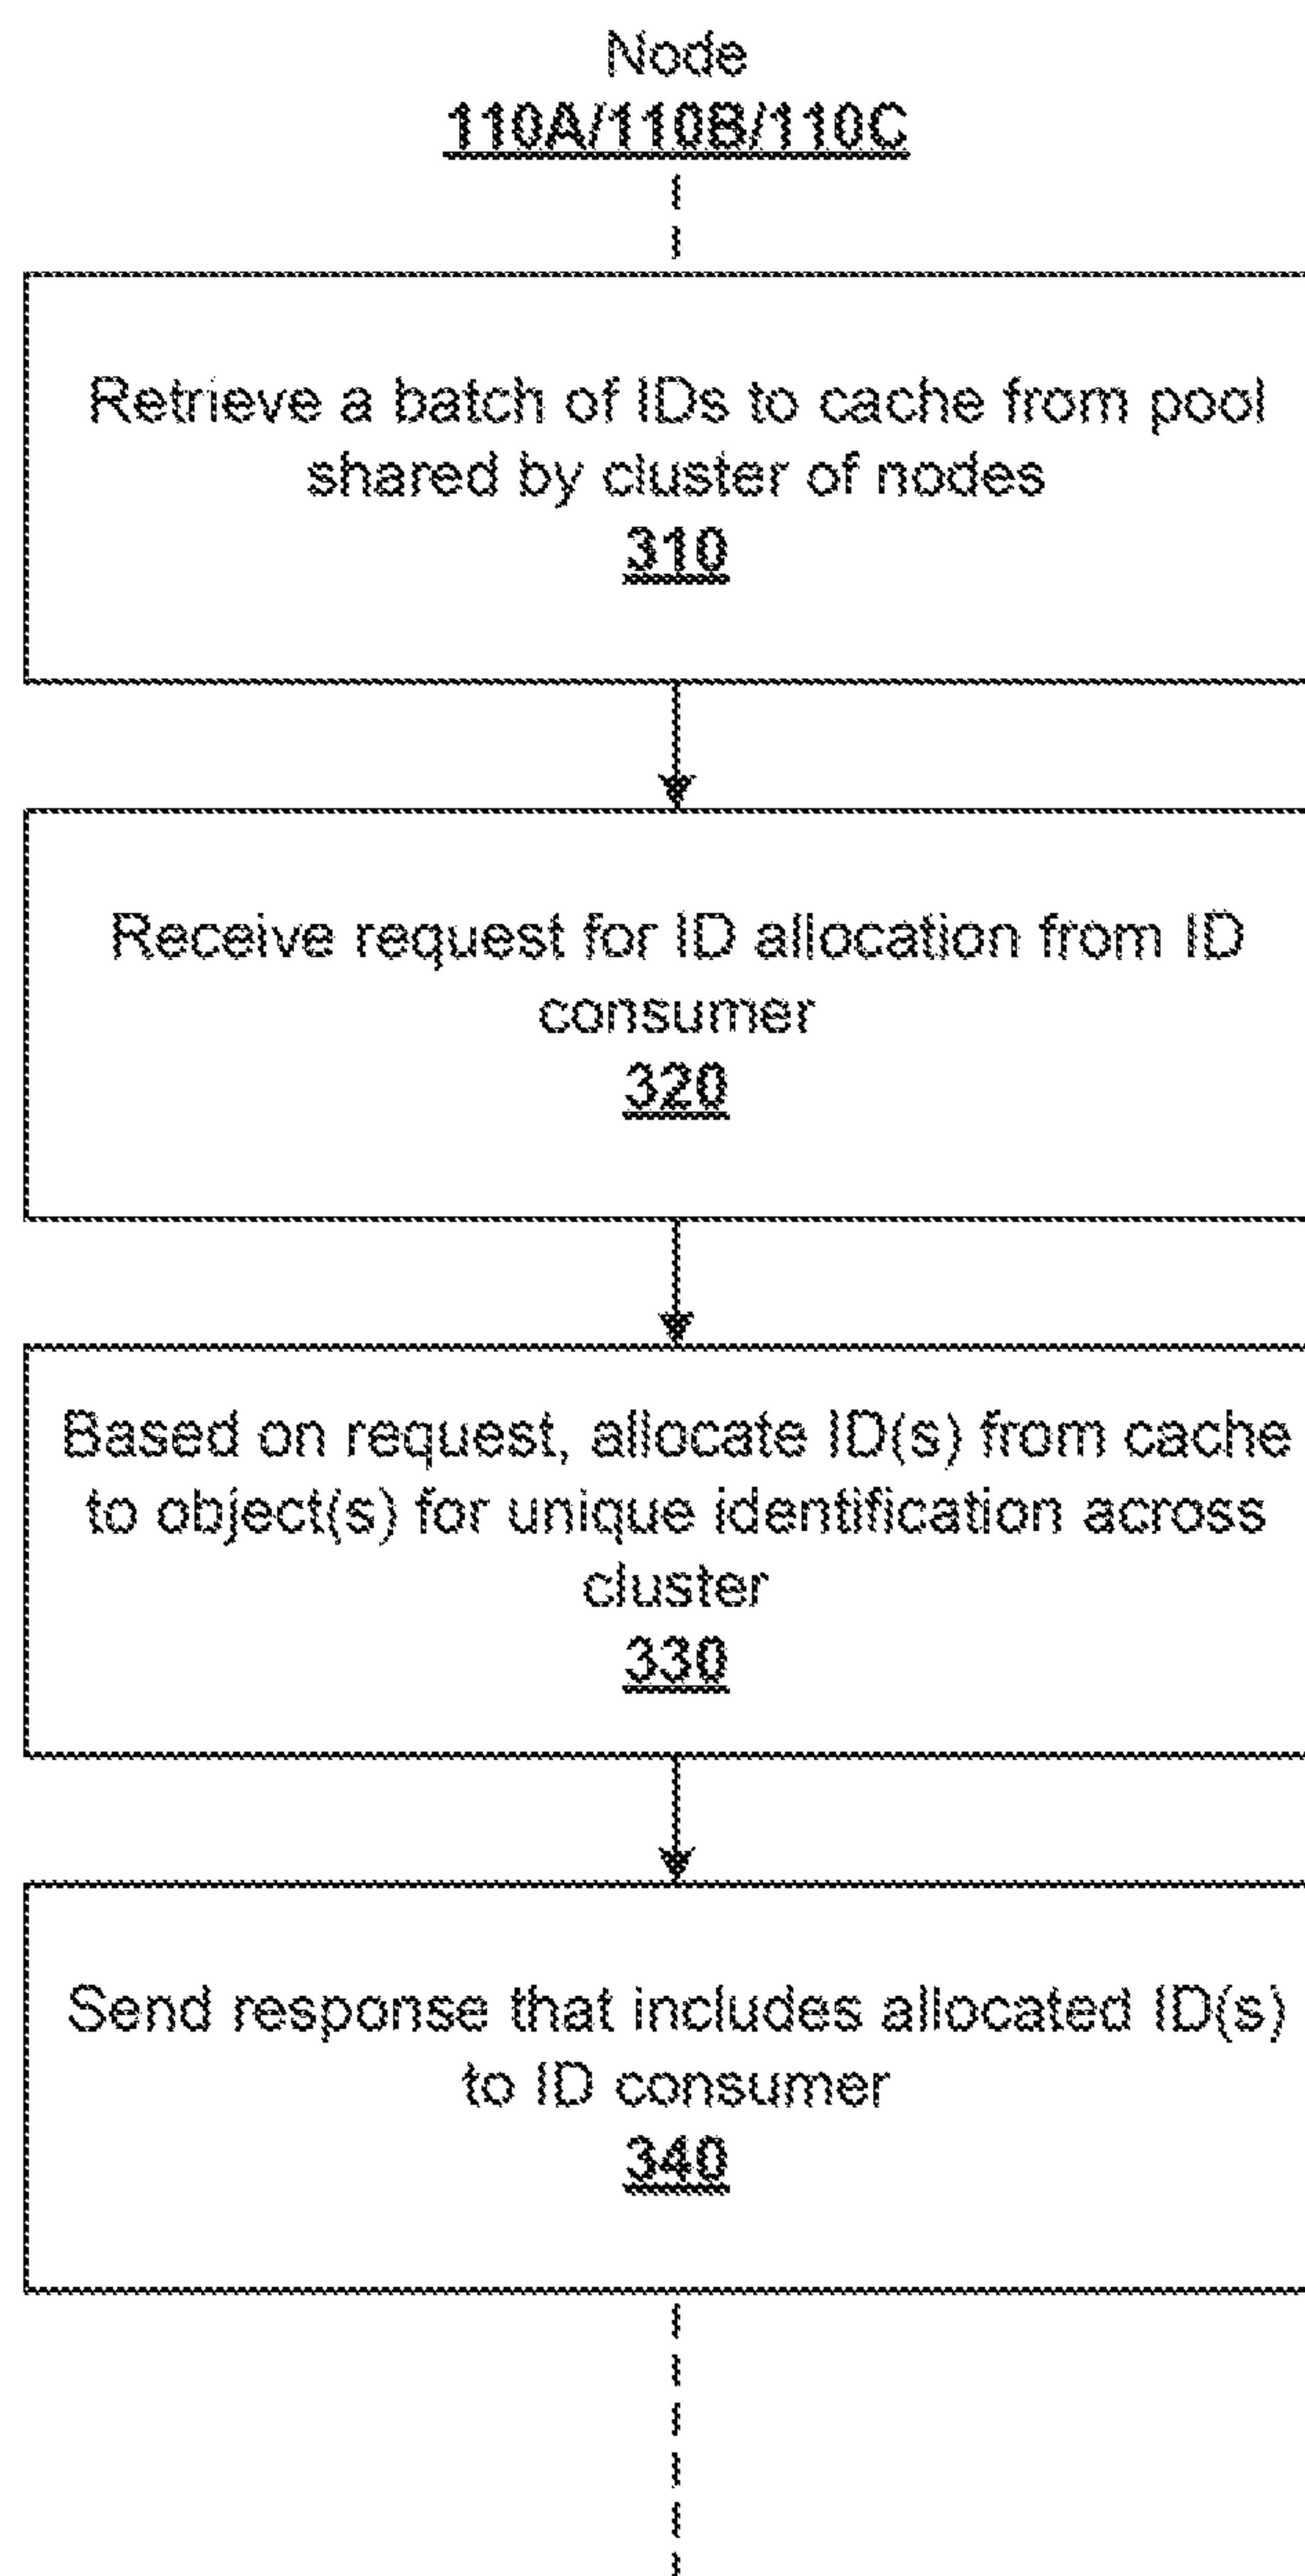 Node
110A/110B/110C
Retrieve a batch of IDs to cache from pool
shared by cluster of nodes
310
Receive request for ID allocation from ID
consumer
320
Based on request, allocate ID(s) from cache
to object(s) for unique identification across
cluster
330
Send response that includes allocated ID(s)
to ID consumer
340